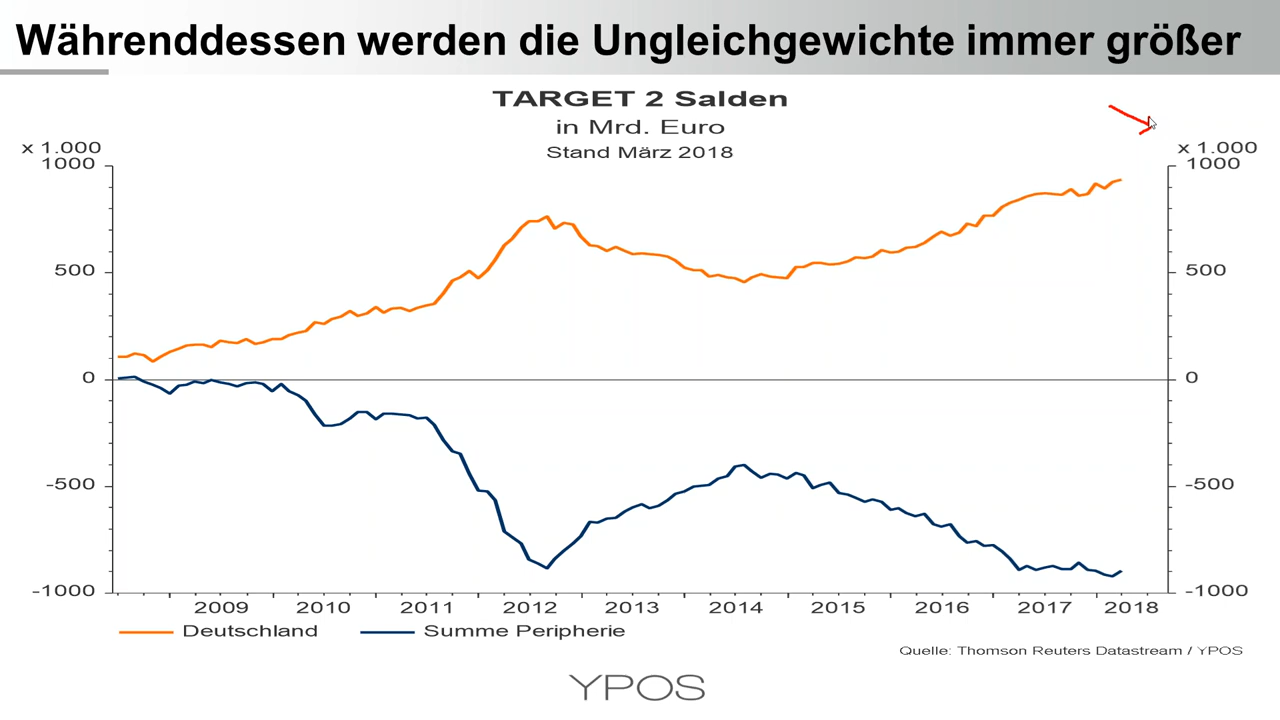 Währenddessen werden die Ungleichgewichte immer größer
TARGET 2 Salden
in Mrd. Euro
Stand März 2018
x 1.000 x 1.000
1000 1000
500 500
0 0
-500 -500
-1000 -1000
2009 2010 2011 2012 2013 2014 2015 2016 2017 2018
Deutschland Summe Peripherie
Quelle: Thomson Reuters Datastream / YPOS
YPOS